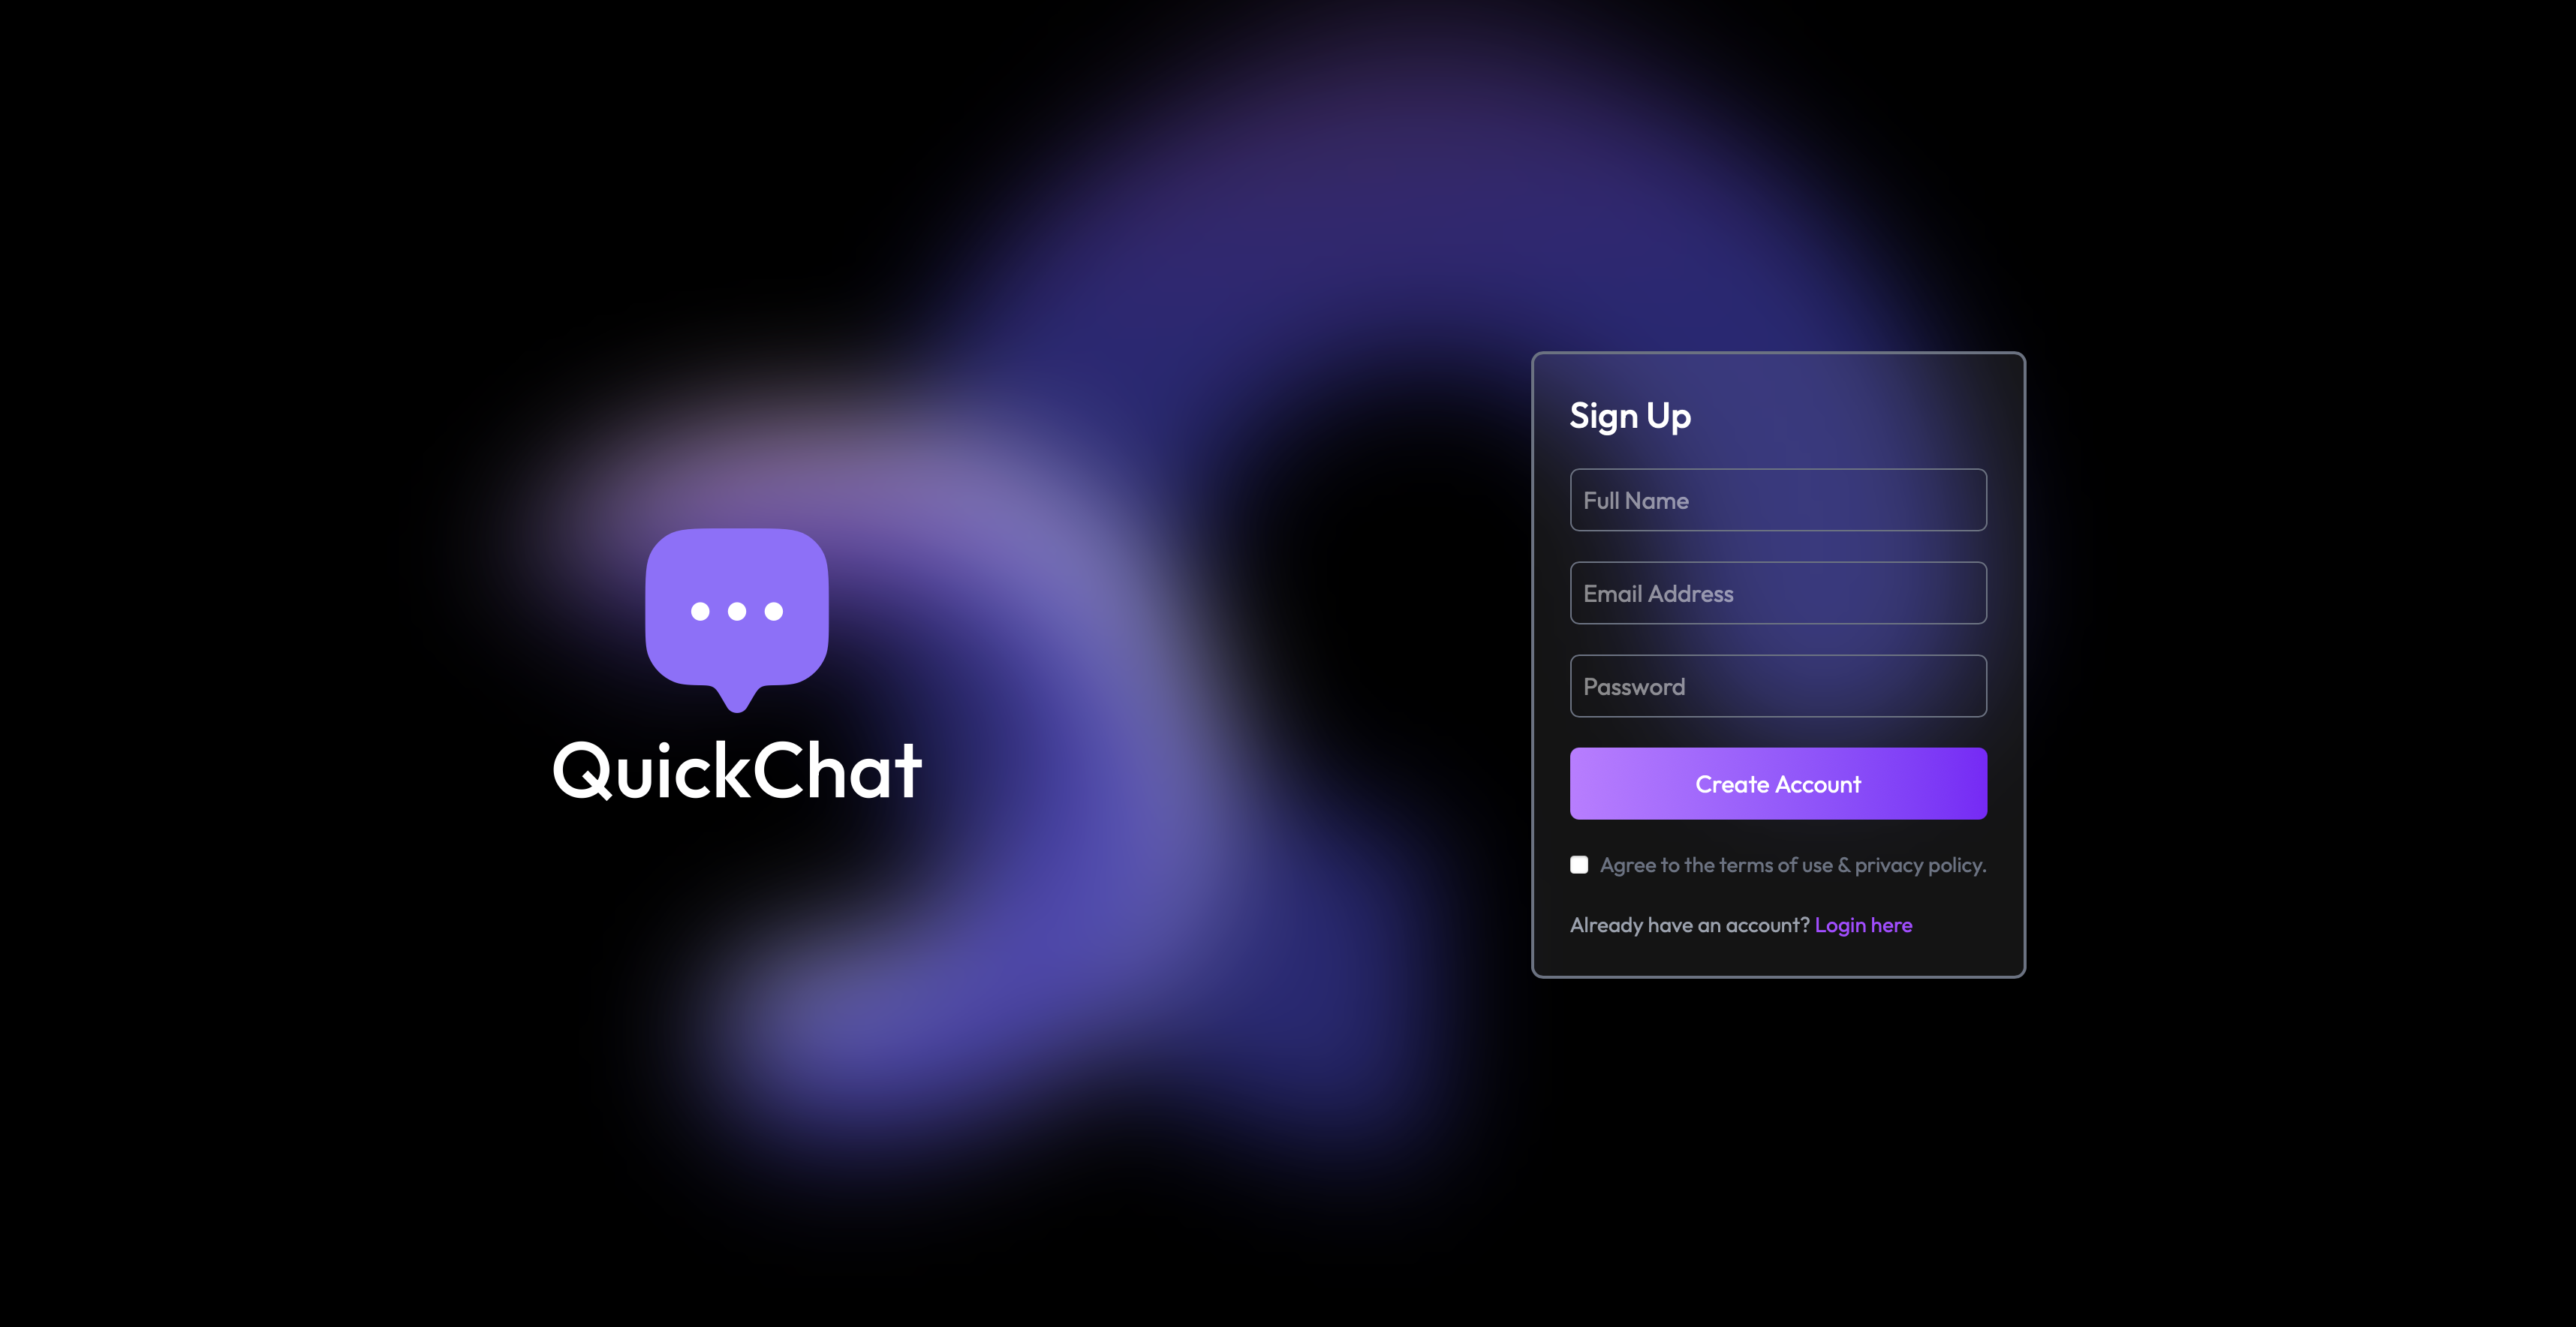 QuickChat
Sign Up
Full Name
Email Address
Password
Create Account
Agree to the terms of use & privacy policy.
Already have an account? Login here